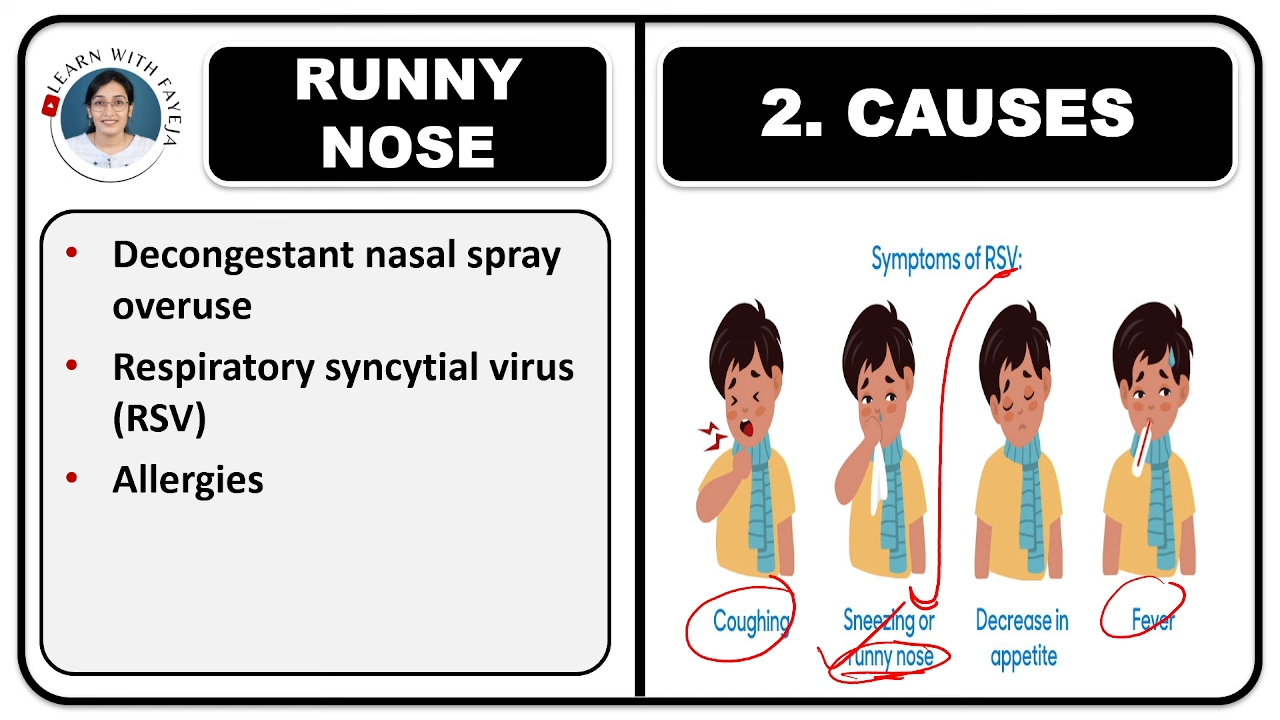 LEARN WITH FAYEJA
RUNNY
NOSE
2. CAUSES
• Decongestant nasal spray
overuse
• Respiratory syncytial virus
(RSV)
• Allergies
Symptoms of RSV:
Coughing
Sneezing or
runny nose
Decrease in
appetite
Fever